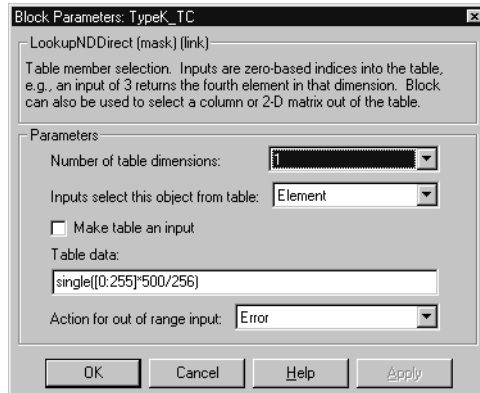 Block Parameters: TypeK_TC
LookupNDDirect (mask) (link)
Table member selection. Inputs are zero-based indices into the table,
e.g., an input of 3 returns the fourth element in that dimension. Block
can also be used to select a column or 2-D matrix out of the table.
Parameters
Number of table dimensions: 1
Inputs select this object from table: Element
Make table an input
Table data:
single([0:255]*500/256)
Action for out of range input: Error
OK Cancel Help Apply